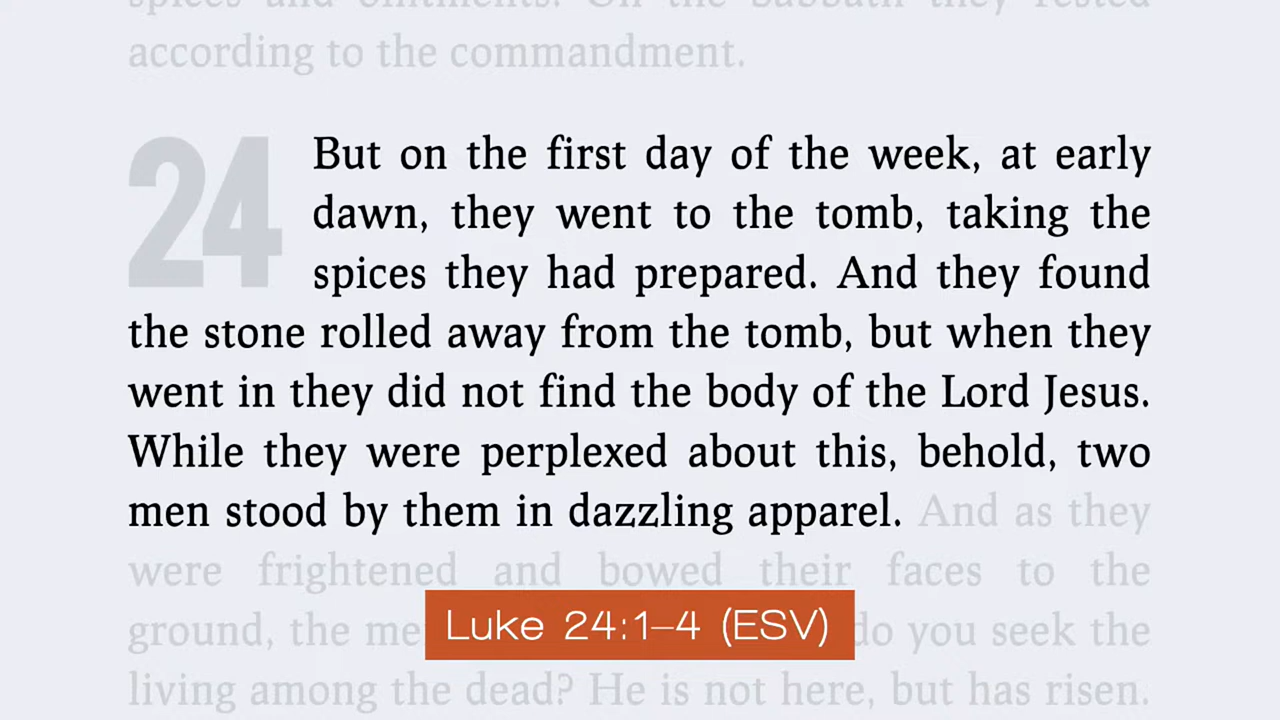 spices and ointments. On the Sabbath they rested
according to the commandment.
24
But on the first day of the week, at early
dawn, they went to the tomb, taking the
spices they had prepared. And they found
the stone rolled away from the tomb, but when they
went in they did not find the body of the Lord Jesus.
While they were perplexed about this, behold, two
men stood by them in dazzling apparel. And as they
were frightened and bowed their faces to the
ground, the do you seek the
Luke 24:1–4 (ESV)
living among the dead? He is not here, but has risen.